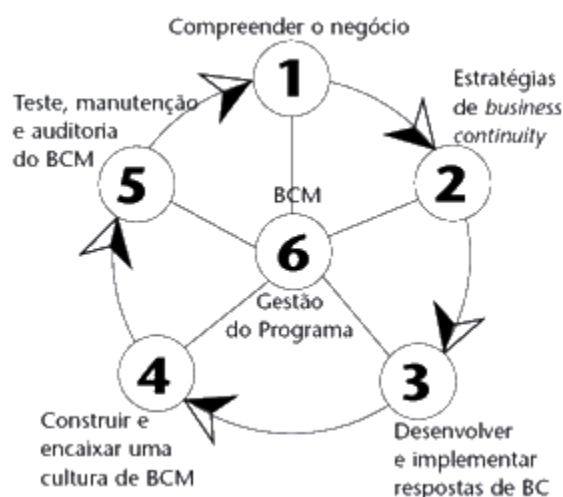 Compreender o negócio
1
Estratégias
de business
continuity
2
Teste, manutenção
e auditoria
do BCM
5
BCM
6
Gestão
do Programa
4
3
Construir e
encaixar uma
cultura de BCM
Desenvolver
e implementar
respostas de BC